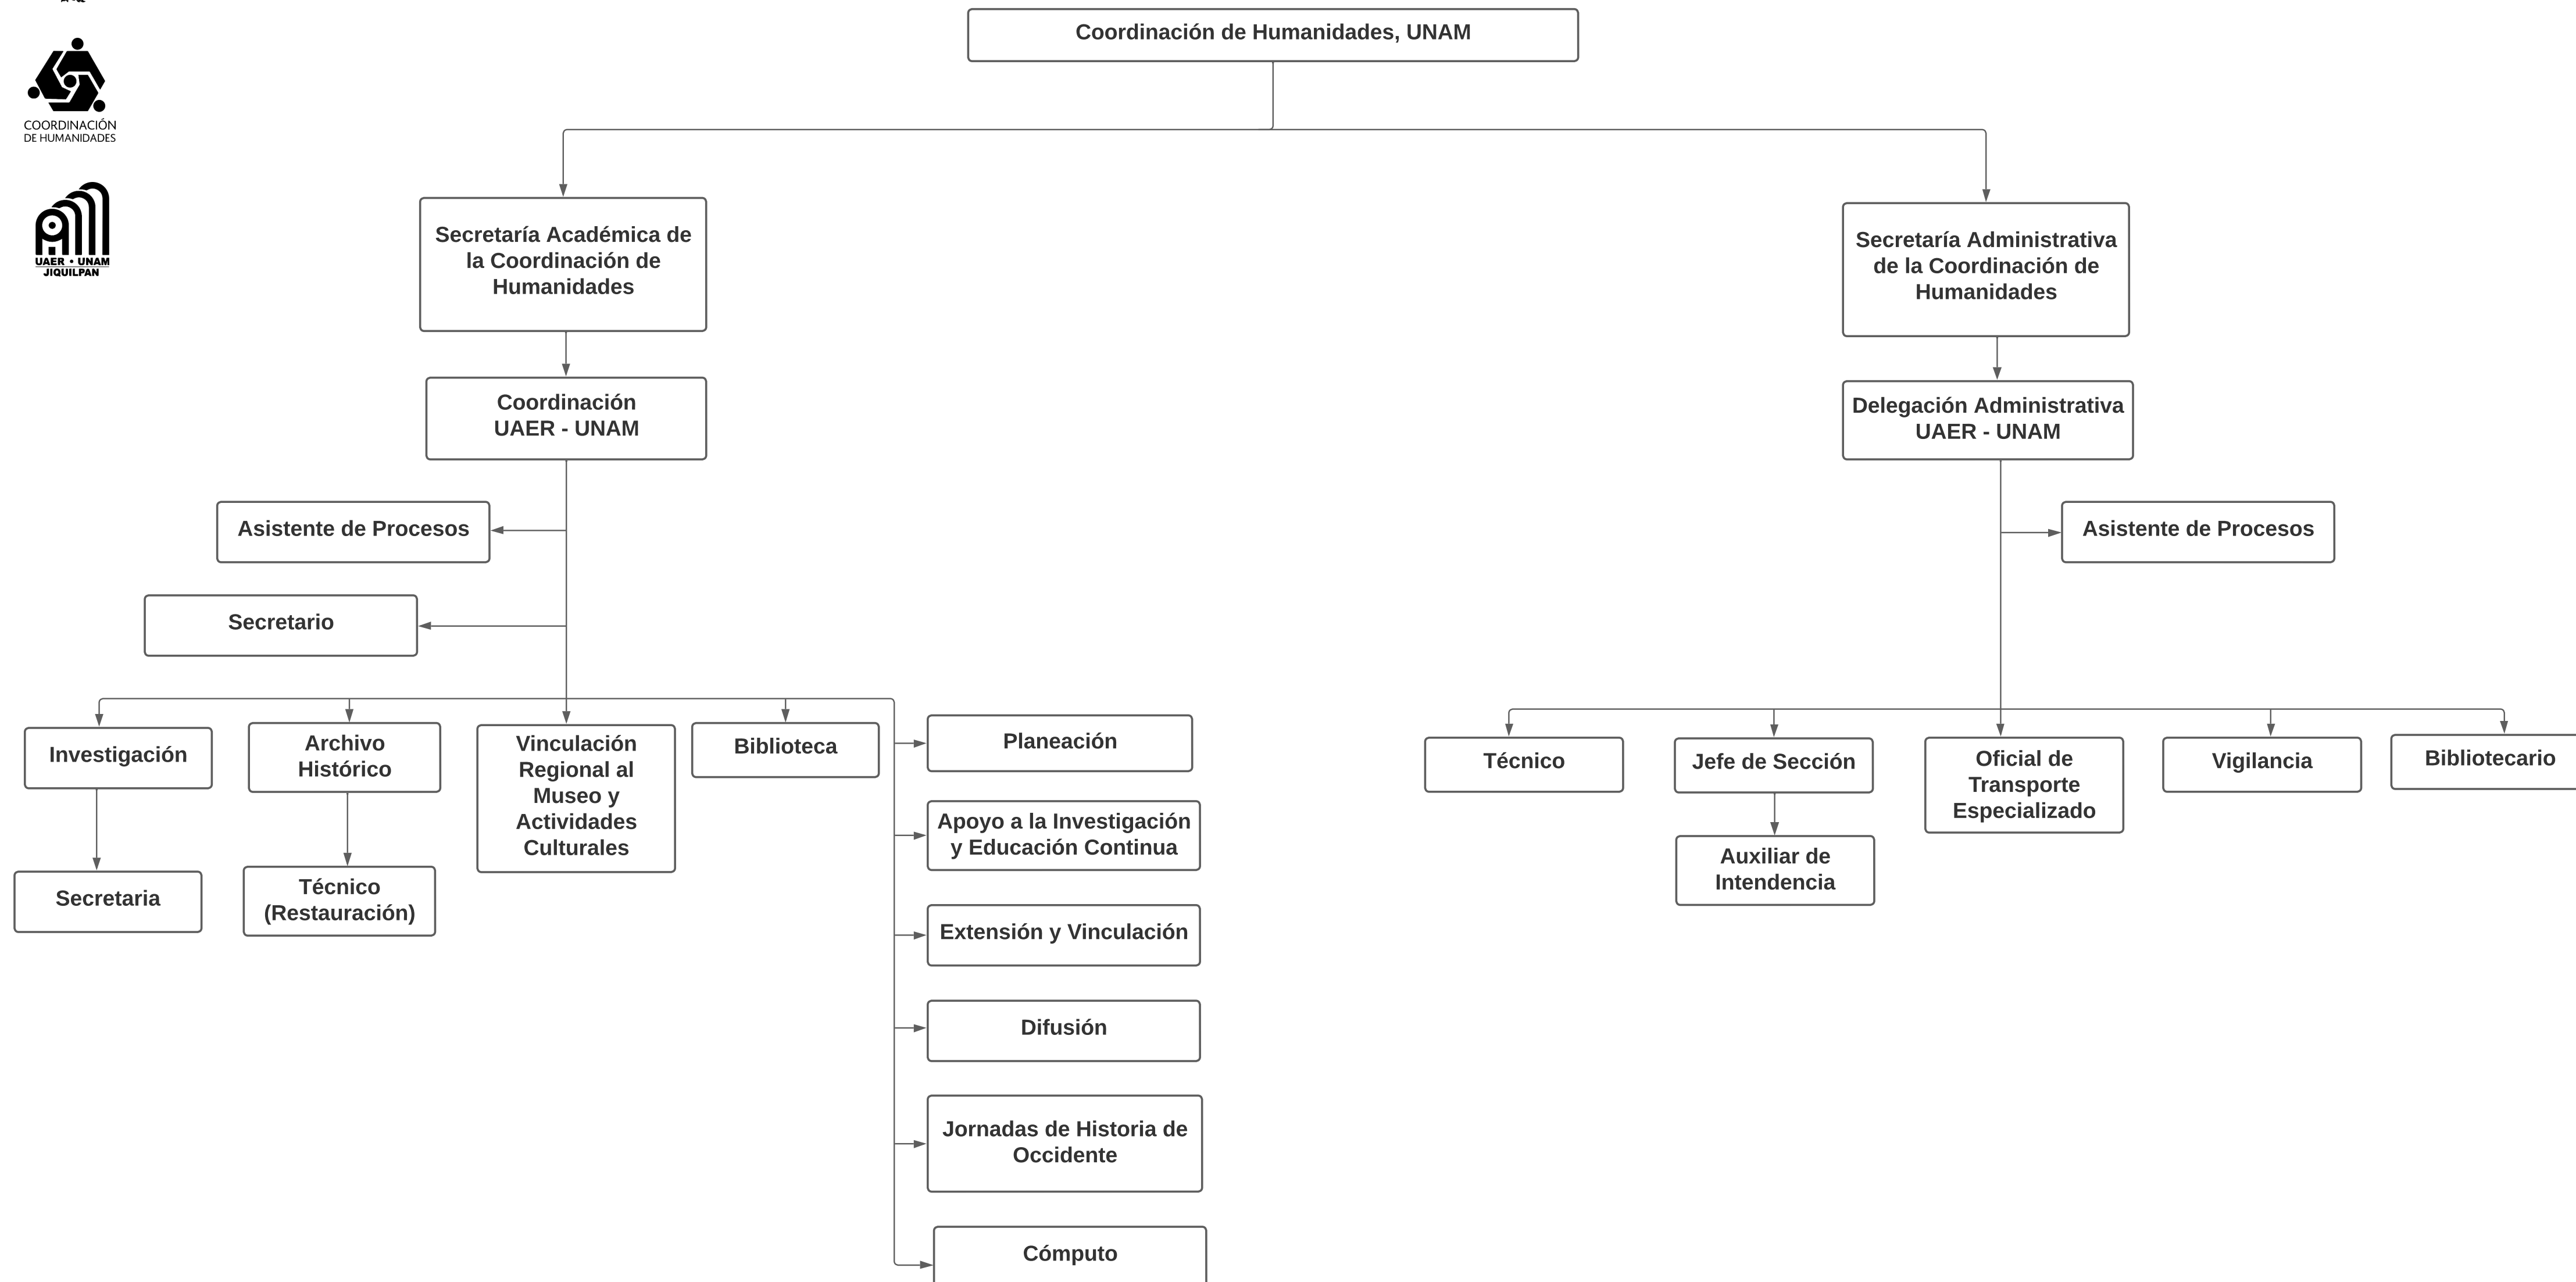 Coordinación de Humanidades, UNAM
COORDINACIÓN
DE HUMANIDADES
UAER • UNAM
JIQUILPAN
Secretaría Académica de
la Coordinación de
Humanidades
Secretaría Administrativa
de la Coordinación de
Humanidades
Coordinación
UAER - UNAM
Delegación Administrativa
UAER - UNAM
Asistente de Procesos
Asistente de Procesos
Secretario
Investigación
Archivo
Histórico
Vinculación
Regional al
Museo y
Actividades
Culturales
Biblioteca
Secretaria
Técnico
(Restauración)
Planeación
Apoyo a la Investigación
y Educación Continua
Extensión y Vinculación
Difusión
Jornadas de Historia de
Occidente
Cómputo
Técnico
Jefe de Sección
Oficial de
Transporte
Especializado
Vigilancia
Bibliotecario
Auxiliar de
Intendencia